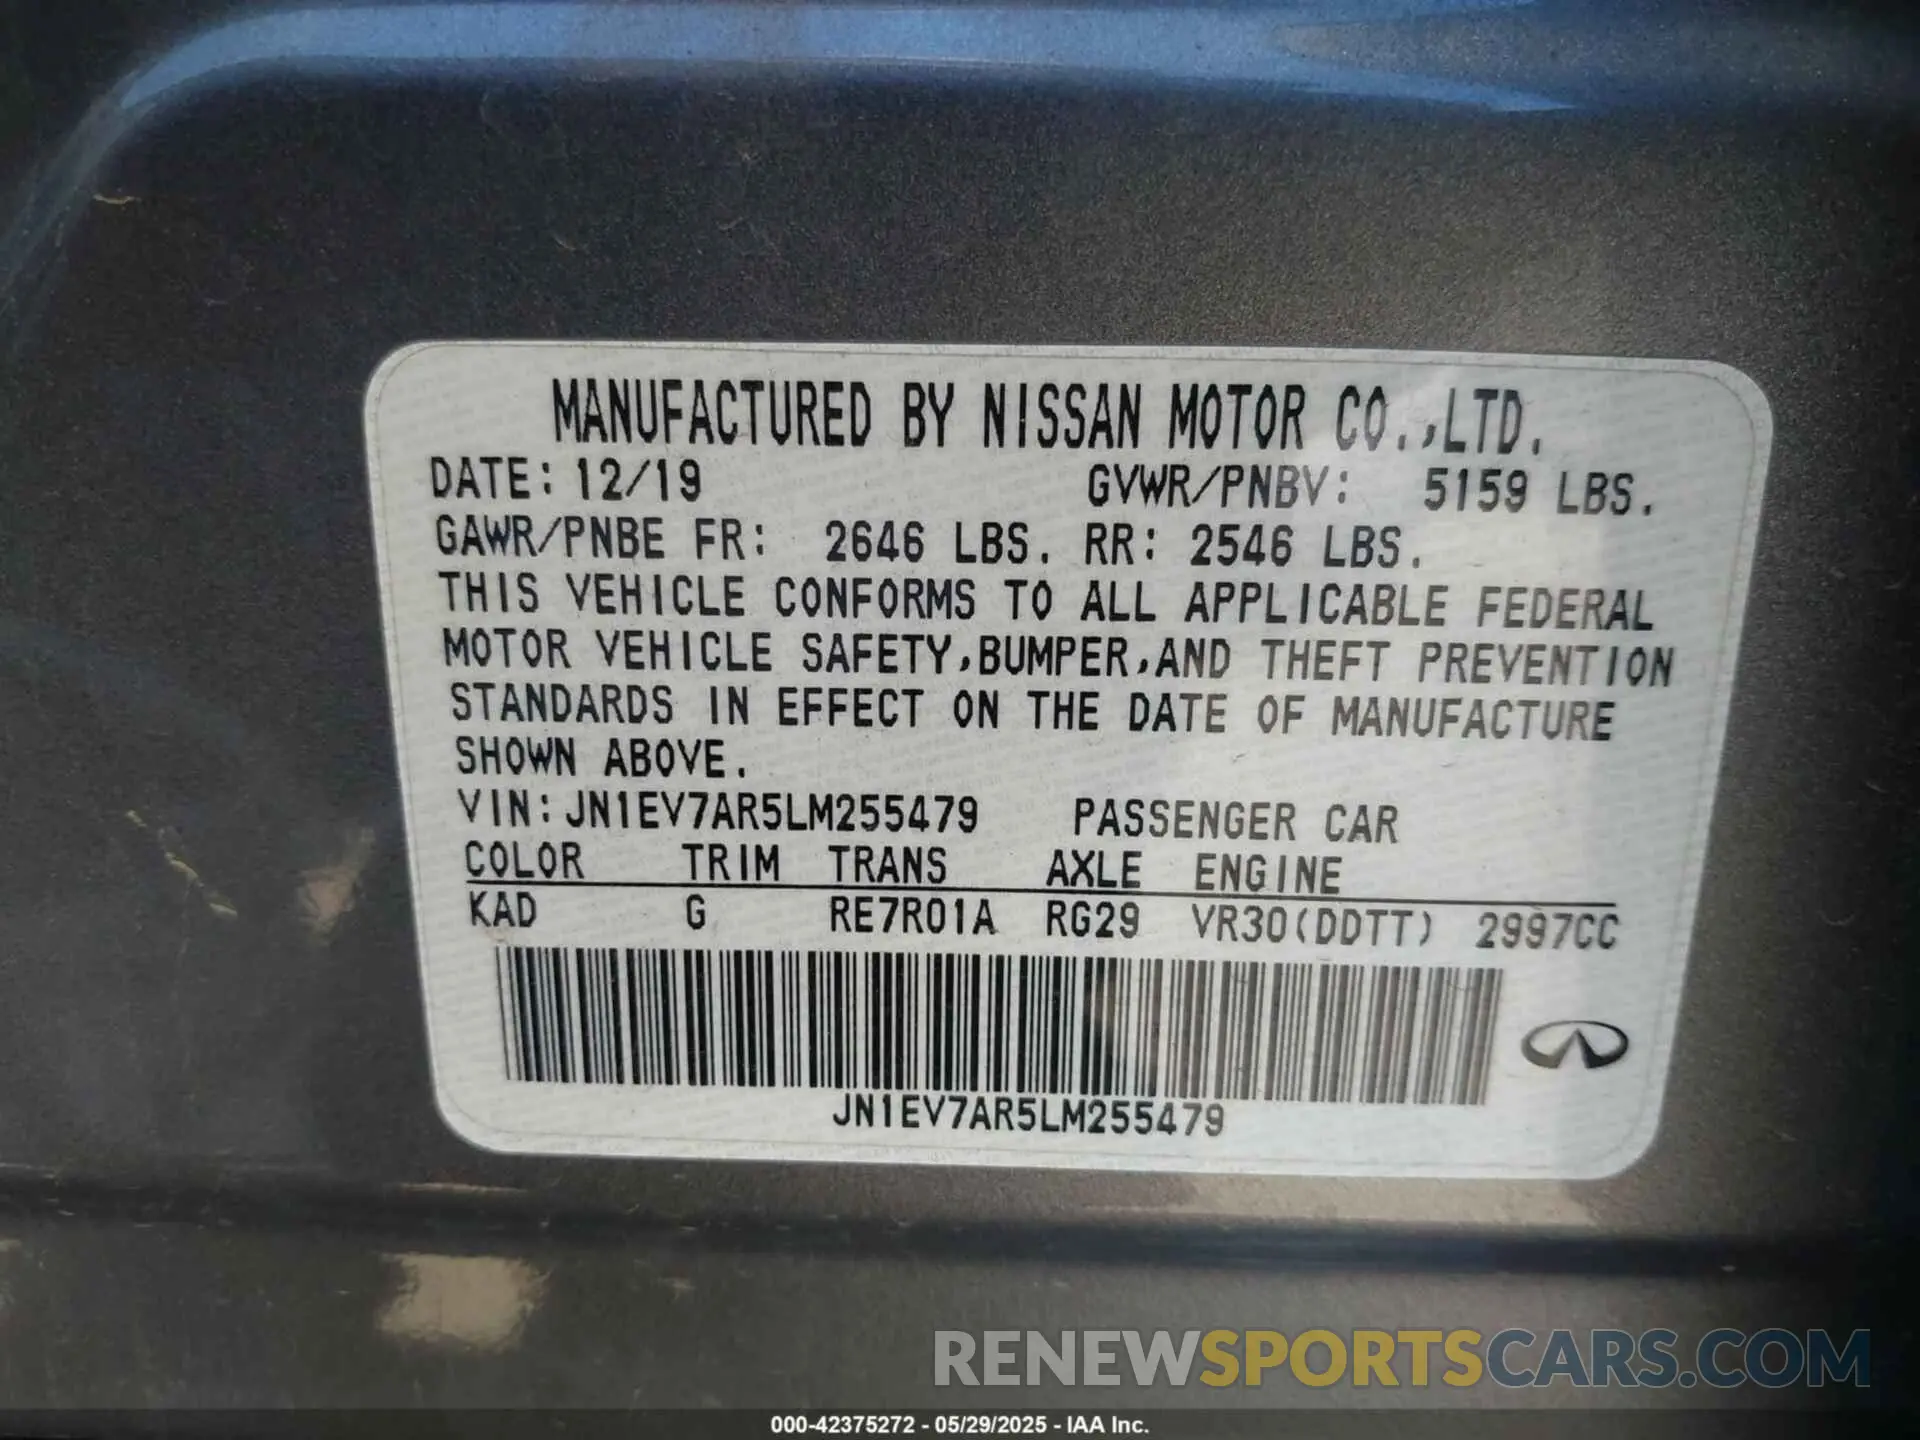 MANUFACTURED BY NISSAN MOTOR CO.,LTD.
DATE: 12/19 GVWR/PNBV: 5159 LBS.
GAWR/PNBE FR: 2646 LBS. RR: 2546 LBS.
THIS VEHICLE CONFORMS TO ALL APPLICABLE FEDERAL
MOTOR VEHICLE SAFETY,BUMPER,AND THEFT PREVENTION
STANDARDS IN EFFECT ON THE DATE OF MANUFACTURE
SHOWN ABOVE.
VIN:JN1EV7AR5LM255479 PASSENGER CAR
COLOR TRIM TRANS AXLE ENGINE
KAD G RE7R01A RG29 VR30(DDTT) 2997CC
JN1EV7AR5LM255479
RENEWSPORTSCARS.COM
000-42375272 - 05/29/2025 - IAA Inc.